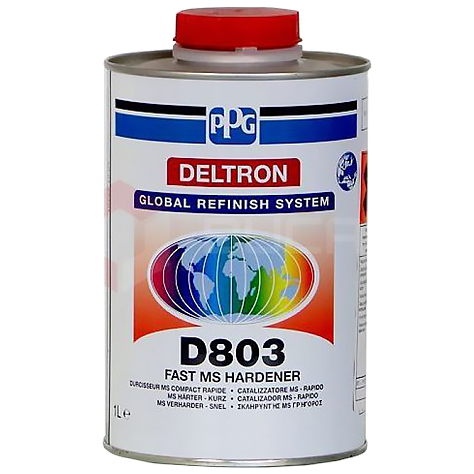 PPG
DELTRON
GLOBAL REFINISH SYSTEM
D803
FAST MS HARDENER
DURCISSEUR MS COMPACT RAPIDE • CATALIZZATORE MS - RAPIDO
MS HÄRTER - KURZ • CATALIZADOR MS - RAPIDO
MS VERHARDER - SNEL • ΣΚΛΗΡΥΝΤΗΣ MS ΓΡΗΓΟΡΟΣ
1L e